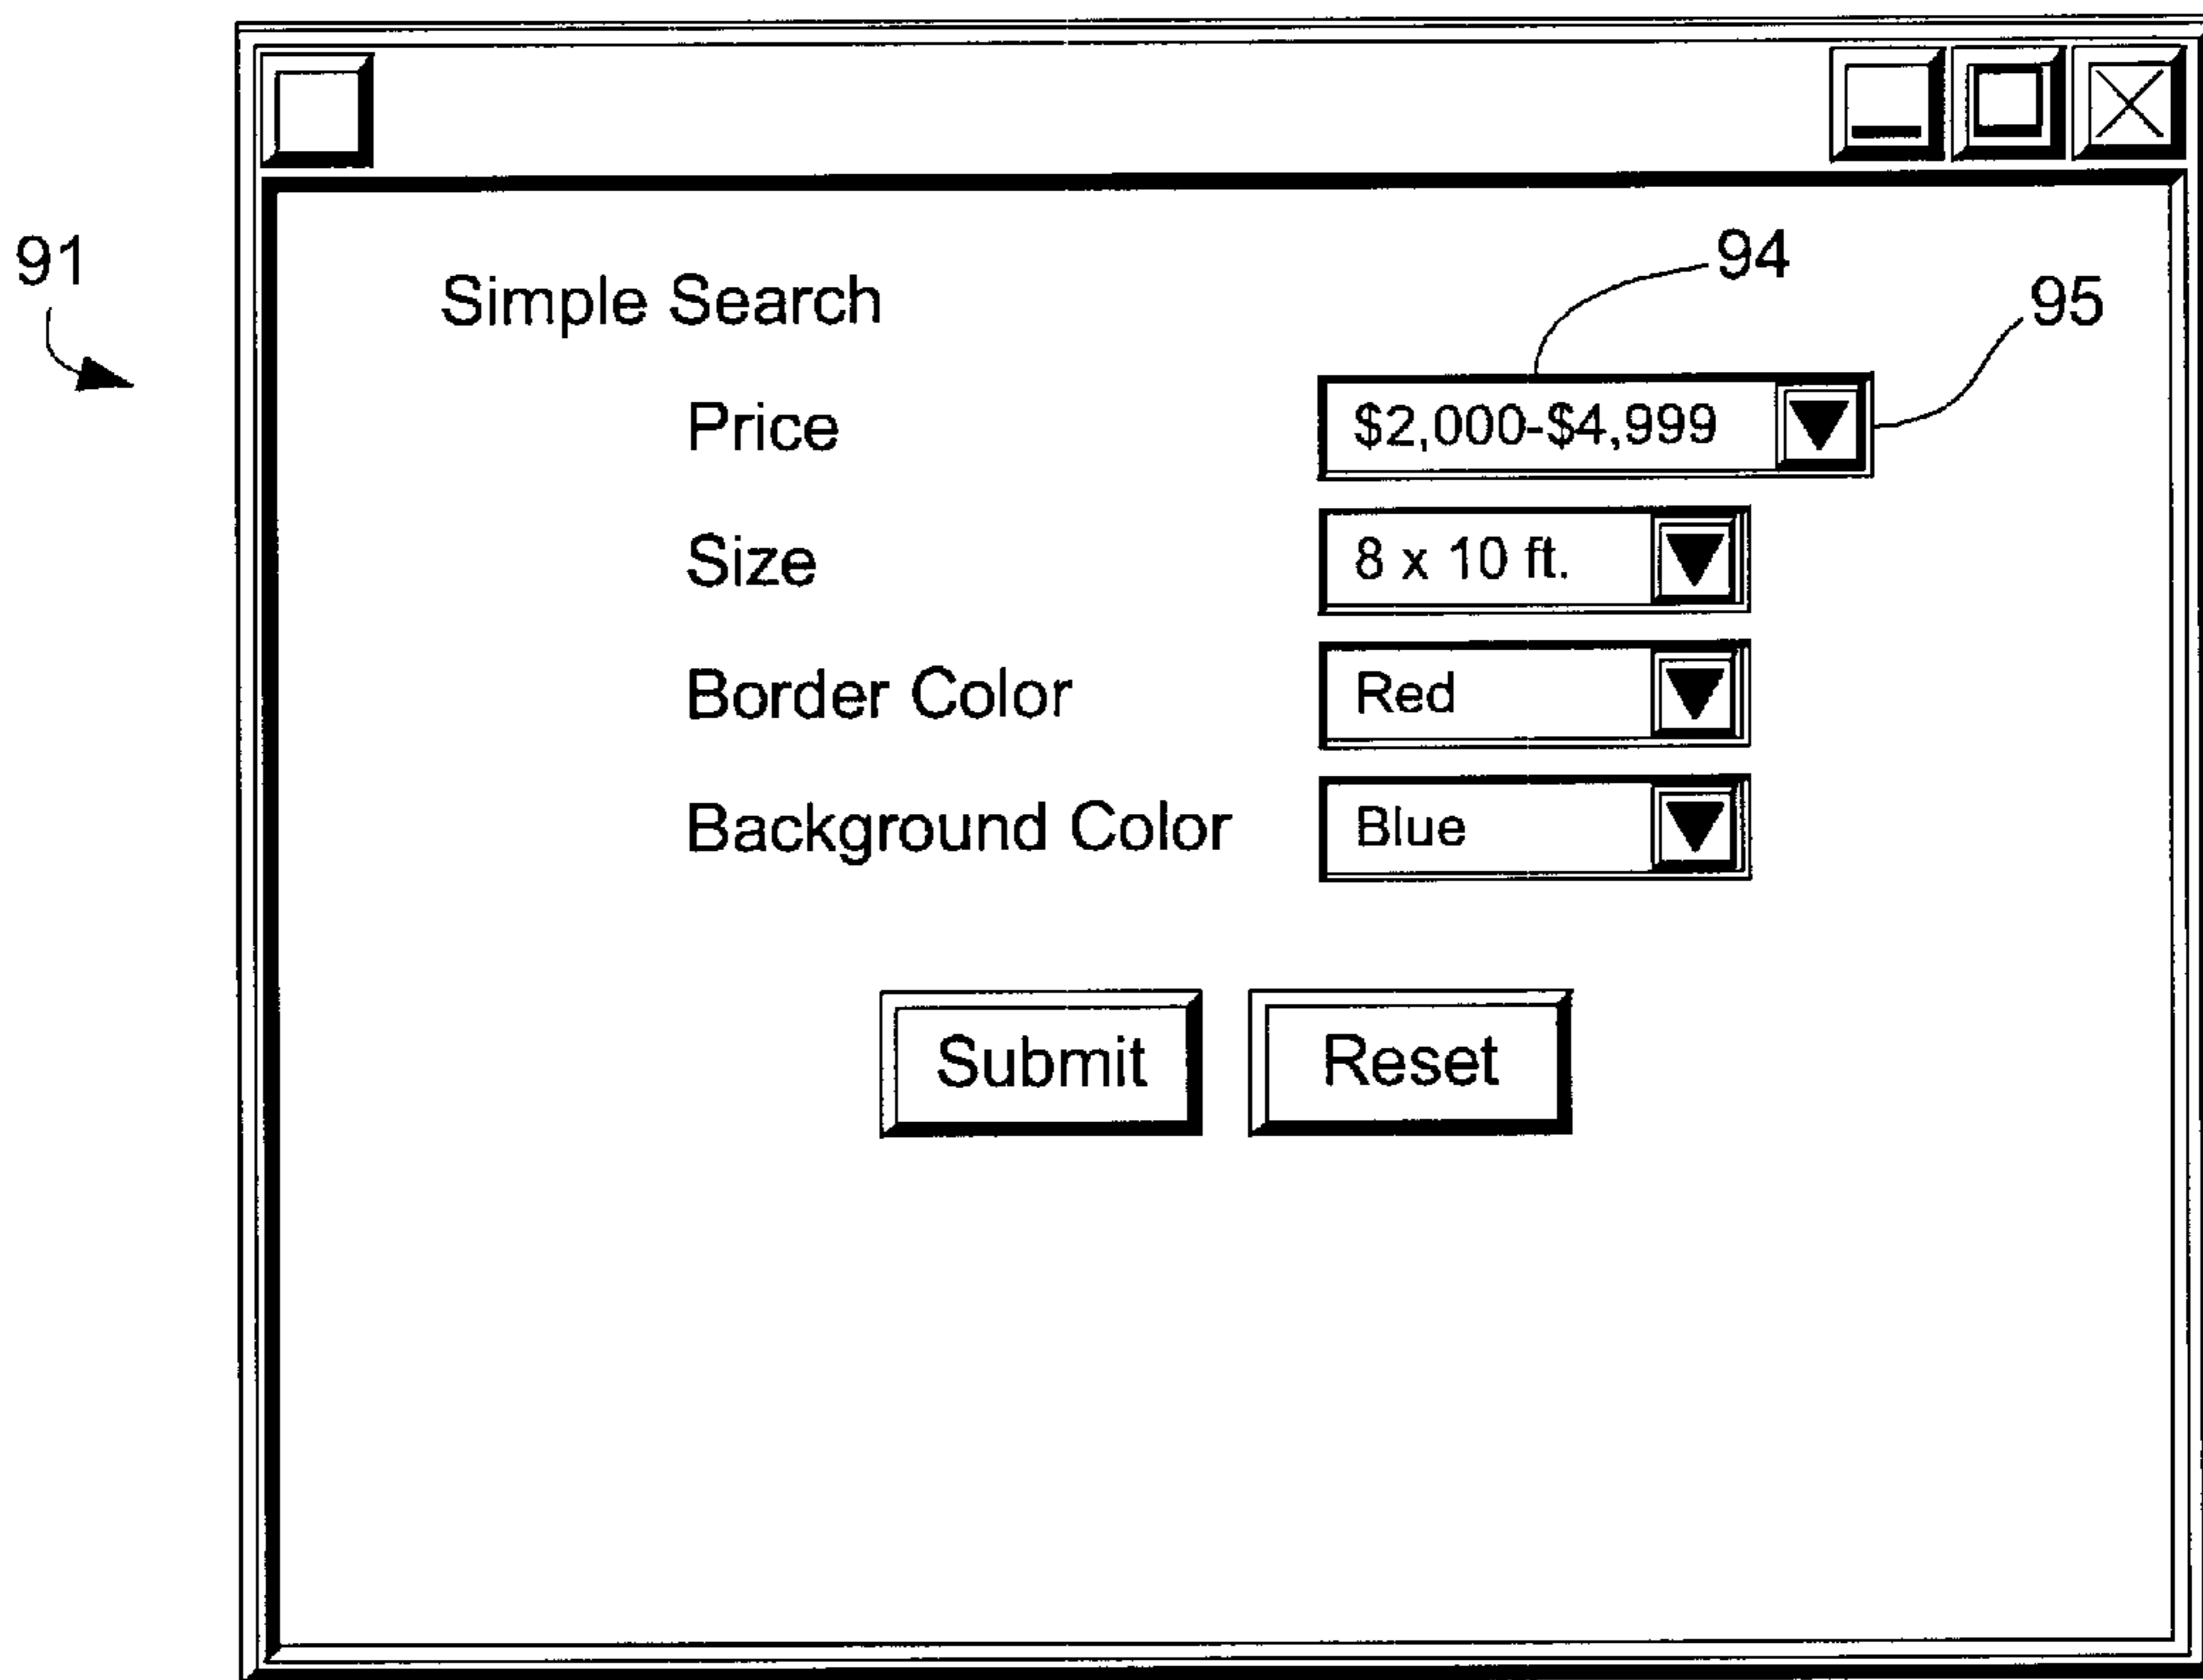 91
94
Simple Search
95
Price $2,000-$4,999
Size 8 x 10 ft.
Border Color Red
Background Color Blue
Submit Reset